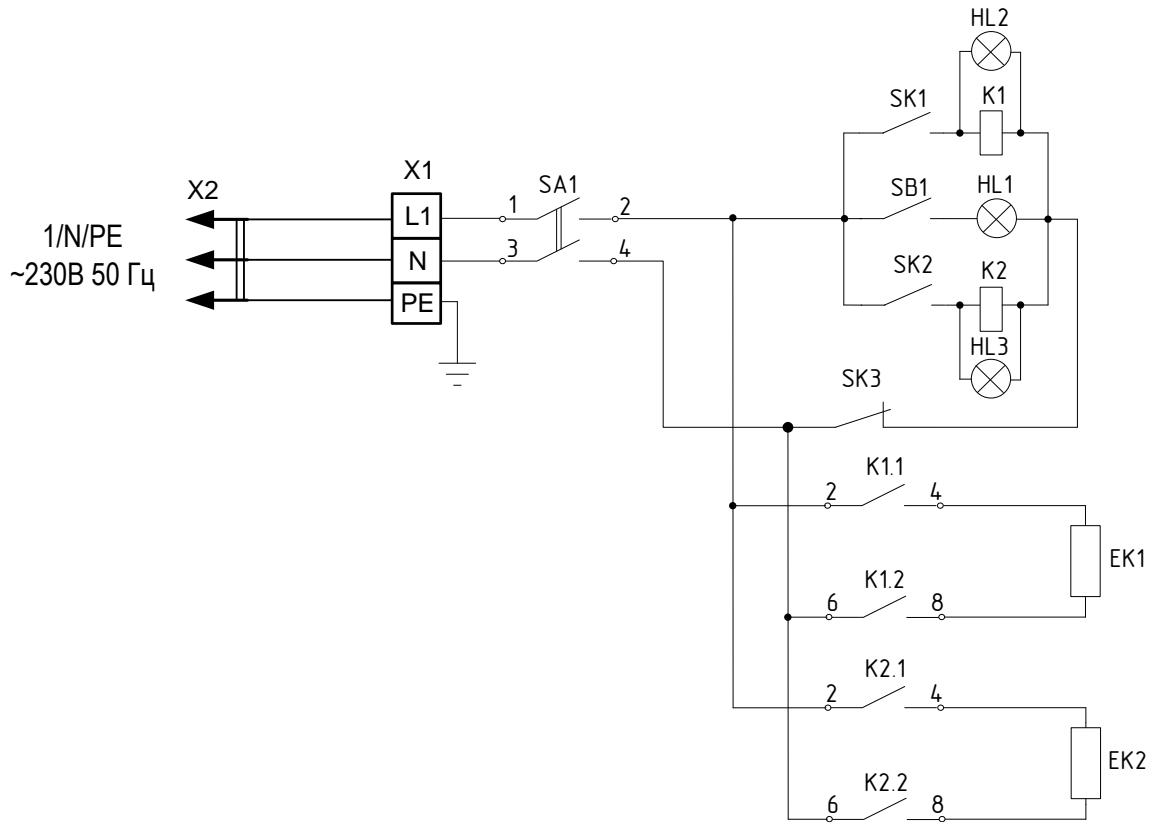 HL2
SK1
K1
X2
X1
SA1
SB1
HL1
L1
1
2
1/N/PE
~230В 50 Гц
N
3
4
SK2
K2
PE
HL3
SK3
K1.1
2
4
EK1
K1.2
6
8
K2.1
2
4
EK2
K2.2
6
8